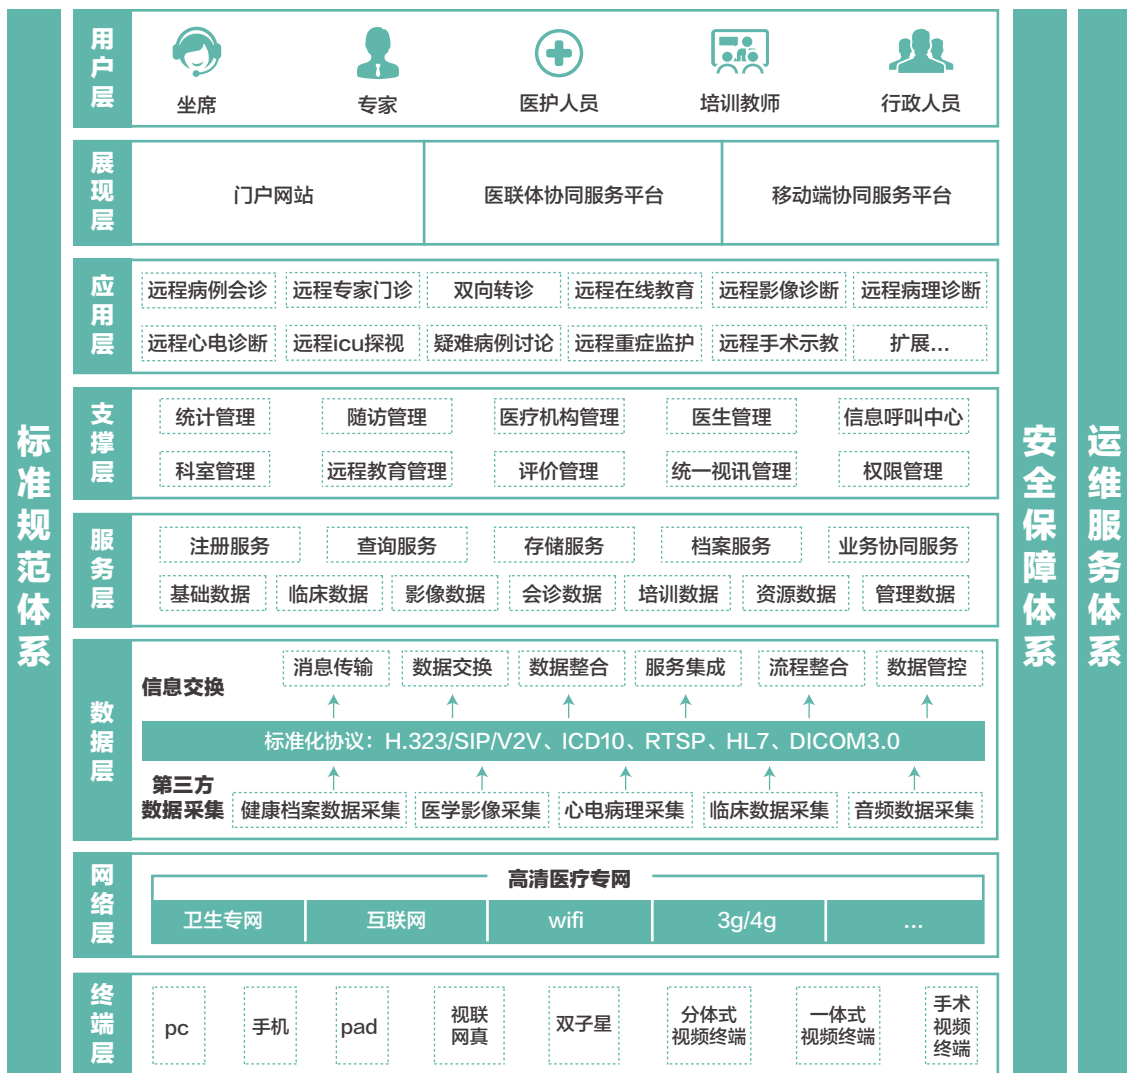 标准规范体系
用户层
坐席
专家
医护人员
培训教师
行政人员
展现层
门户网站
医联体协同服务平台
移动端协同服务平台
应用层
远程病例会诊
远程专家门诊
双向转诊
远程在线教育
远程影像诊断
远程病理诊断
远程心电诊断
远程icu探视
疑难病例讨论
远程重症监护
远程手术示教
扩展...
支撑层
统计管理
随访管理
医疗机构管理
医生管理
信息呼叫中心
科室管理
远程教育管理
评价管理
统一视讯管理
权限管理
服务层
注册服务
查询服务
存储服务
档案服务
业务协同服务
基础数据
临床数据
影像数据
会诊数据
培训数据
资源数据
管理数据
数据层
信息交换
消息传输
数据交换
数据整合
服务集成
流程整合
数据管控
标准化协议：H.323/SIP/V2V、ICD10、RTSP、HL7、DICOM3.0
第三方
数据采集
健康档案数据采集
医学影像采集
心电病理采集
临床数据采集
音频数据采集
网络层
高清医疗专网
卫生专网
互联网
wifi
3g/4g
...
终端层
pc
手机
pad
视联
网真
双子星
分体式
视频终端
一体式
视频终端
手术
视频
终端
安全保障体系
运维服务体系